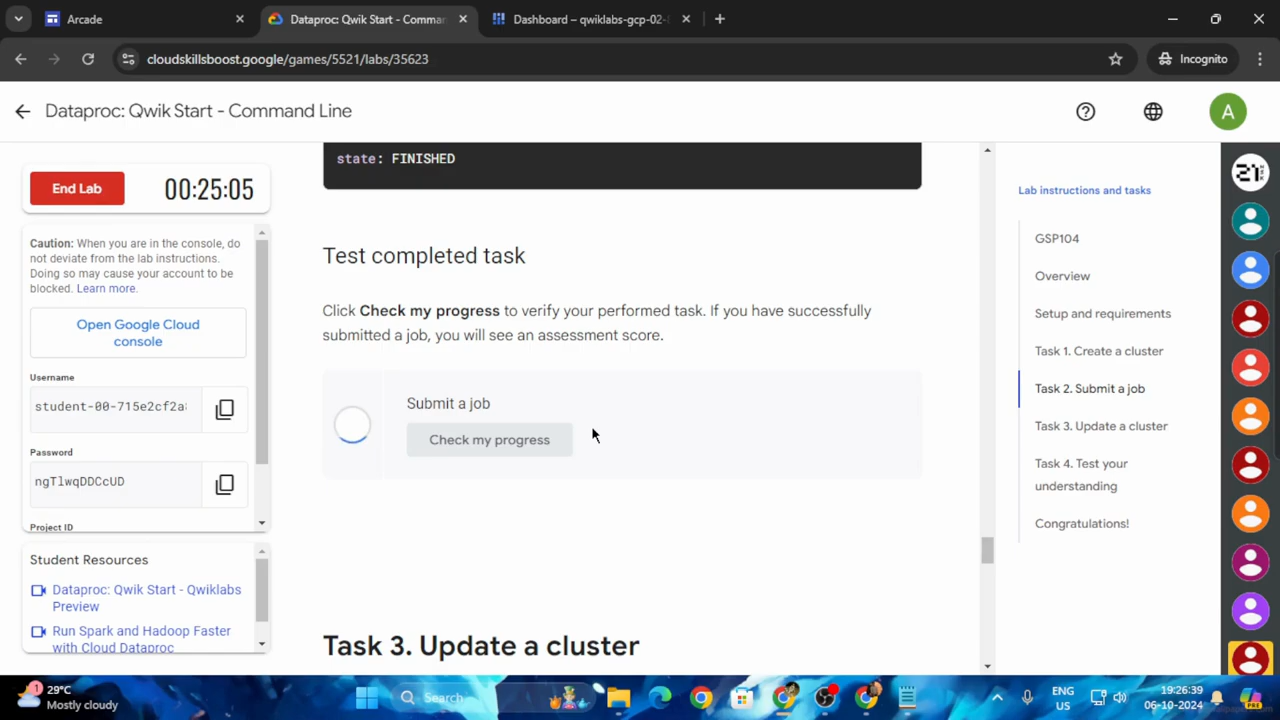 Arcade
Dataproc: Qwik Start - Comma
Dashboard – qwiklabs-gcp-02-
cloudskillsboost.google/games/5521/labs/35623
Incognito
Dataproc: Qwik Start - Command Line
A
End Lab
00:25:05
Caution: When you are in the console, do
not deviate from the lab instructions.
Doing so may cause your account to be
blocked. Learn more.
Open Google Cloud
console
Username
student-00-715e2cf2a
Password
ngTlwqDDCcUD
Project ID
Student Resources
Dataproc: Qwik Start - Qwiklabs
Preview
Run Spark and Hadoop Faster
with Cloud Dataproc
state: FINISHED
Test completed task
Click Check my progress to verify your performed task. If you have successfully
submitted a job, you will see an assessment score.
Submit a job
Check my progress
Task 3. Update a cluster
Lab instructions and tasks
GSP104
Overview
Setup and requirements
Task 1. Create a cluster
Task 2. Submit a job
Task 3. Update a cluster
Task 4. Test your
understanding
Congratulations!
21
1
29°C
Mostly cloudy
Search
ENG
US
19:26:39
06-10-2024
PRE